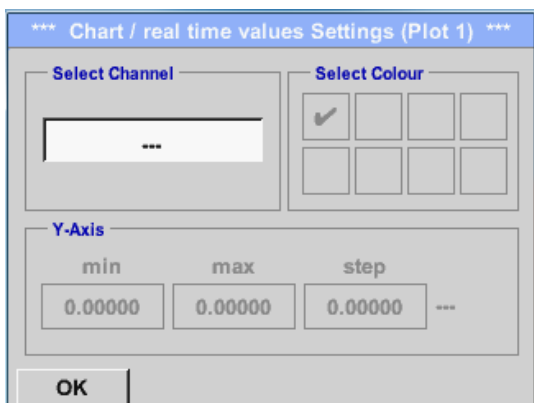 *** Chart / real time values Settings (Plot 1) ***
Select Channel
---
Select Colour
✔
Y-Axis
min max step
0.00000 0.00000 0.00000 ---
OK